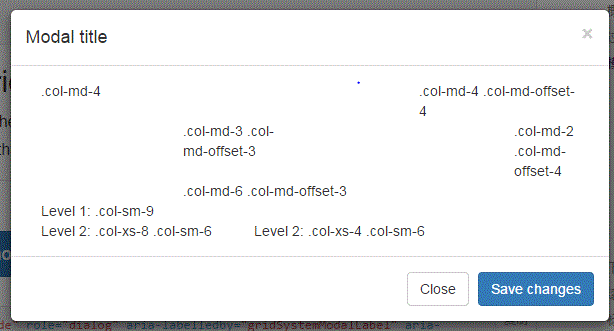 Modal title ×
.col-md-4 .col-md-4 .col-md-offset-
4
.col-md-3 .col- .col-md-2
md-offset-3 .col-md-
offset-4
.col-md-6 .col-md-offset-3
Level 1: .col-sm-9
Level 2: .col-xs-8 .col-sm-6 Level 2: .col-xs-4 .col-sm-6
Close Save changes
role="dialog" aria-labelledby="gridSystemModalLabel" aria-